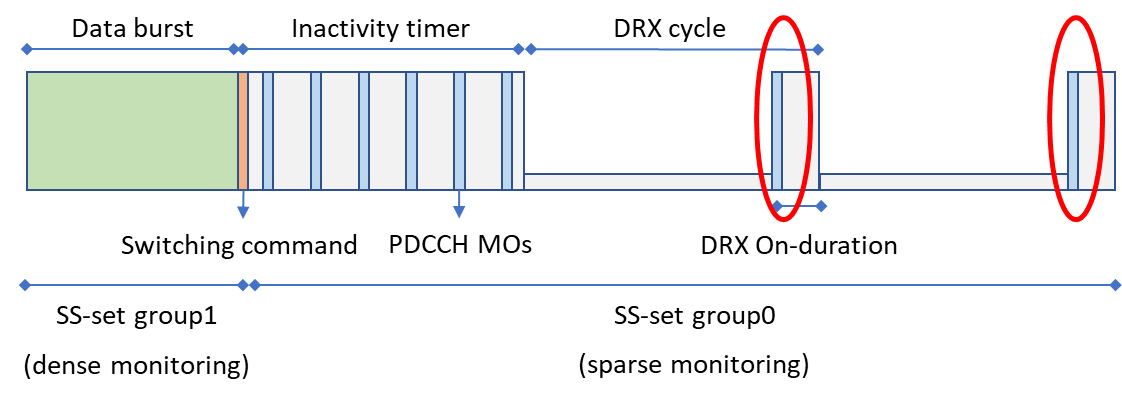 Data burst
Inactivity timer
DRX cycle
Switching command
PDCCH MOs
DRX On-duration
SS-set group1
(dense monitoring)
SS-set group0
(sparse monitoring)